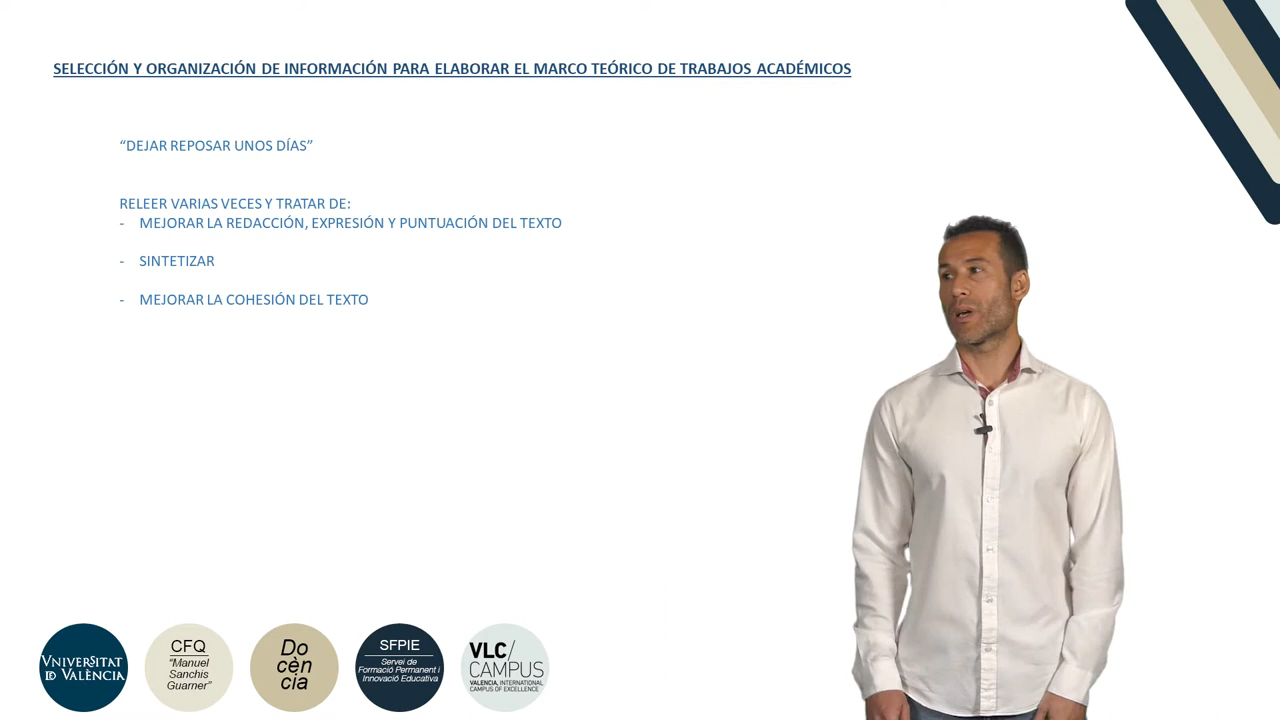 SELECCIÓN Y ORGANIZACIÓN DE INFORMACIÓN PARA ELABORAR EL MARCO TEÓRICO DE TRABAJOS ACADÉMICOS
“DEJAR REPOSAR UNOS DÍAS”
RELEER VARIAS VECES Y TRATAR DE:
- MEJORAR LA REDACCIÓN, EXPRESIÓN Y PUNTUACIÓN DEL TEXTO
- SINTETIZAR
- MEJORAR LA COHESIÓN DEL TEXTO
VNIVERSITAT
ID VALÈNCIA
CFQ
“Manuel
Sanchis
Guarner”
Do
cèn
cia
SFPIE
Servei de
Formació Permanent i
Innovació Educativa
VLC/
CAMPUS
VALENCIA, INTERNATIONAL
CAMPUS OF EXCELLENCE